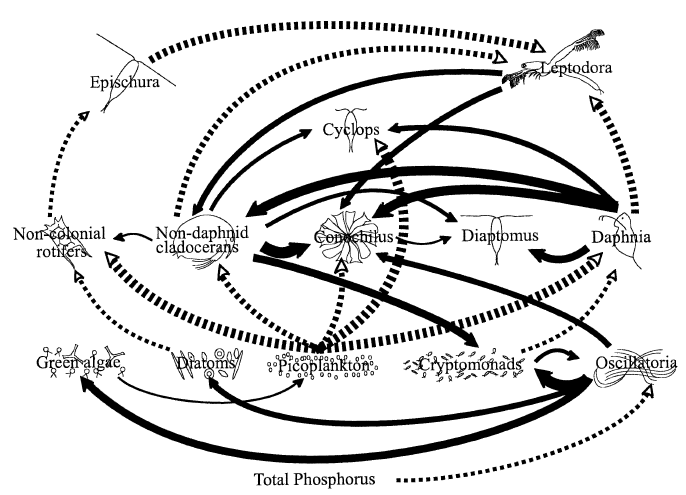 Epischura
Leptodora
Cyclops
Non-colonial
rotifers
Non-daphnid
cladocerans
Conochilus
Diaptomus
Daphnia
Green algae
Diatoms
Picoplankton
Cryptomonads
Oscillatoria
Total Phosphorus